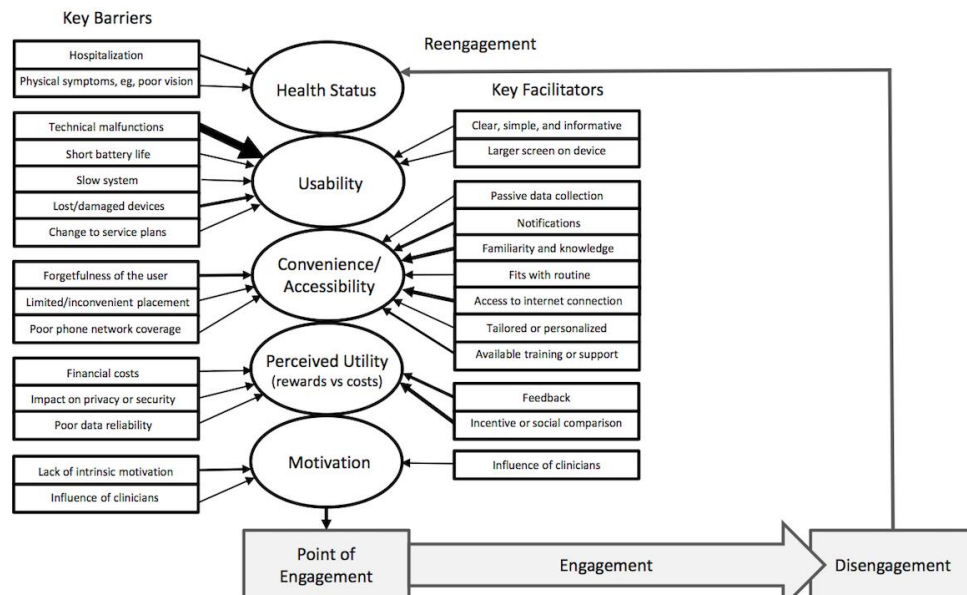 Key Barriers
Hospitalization
Physical symptoms, eg, poor vision
Technical malfunctions
Short battery life
Slow system
Lost/damaged devices
Change to service plans
Forgetfulness of the user
Limited/inconvenient placement
Poor phone network coverage
Financial costs
Impact on privacy or security
Poor data reliability
Lack of intrinsic motivation
Influence of clinicians
Health Status
Usability
Convenience/
Accessibility
Perceived Utility
(rewards vs costs)
Motivation
Reengagement
Key Facilitators
Clear, simple, and informative
Larger screen on device
Passive data collection
Notifications
Familiarity and knowledge
Fits with routine
Access to internet connection
Tailored or personalized
Available training or support
Feedback
Incentive or social comparison
Influence of clinicians
Point of
Engagement
Engagement
Disengagement